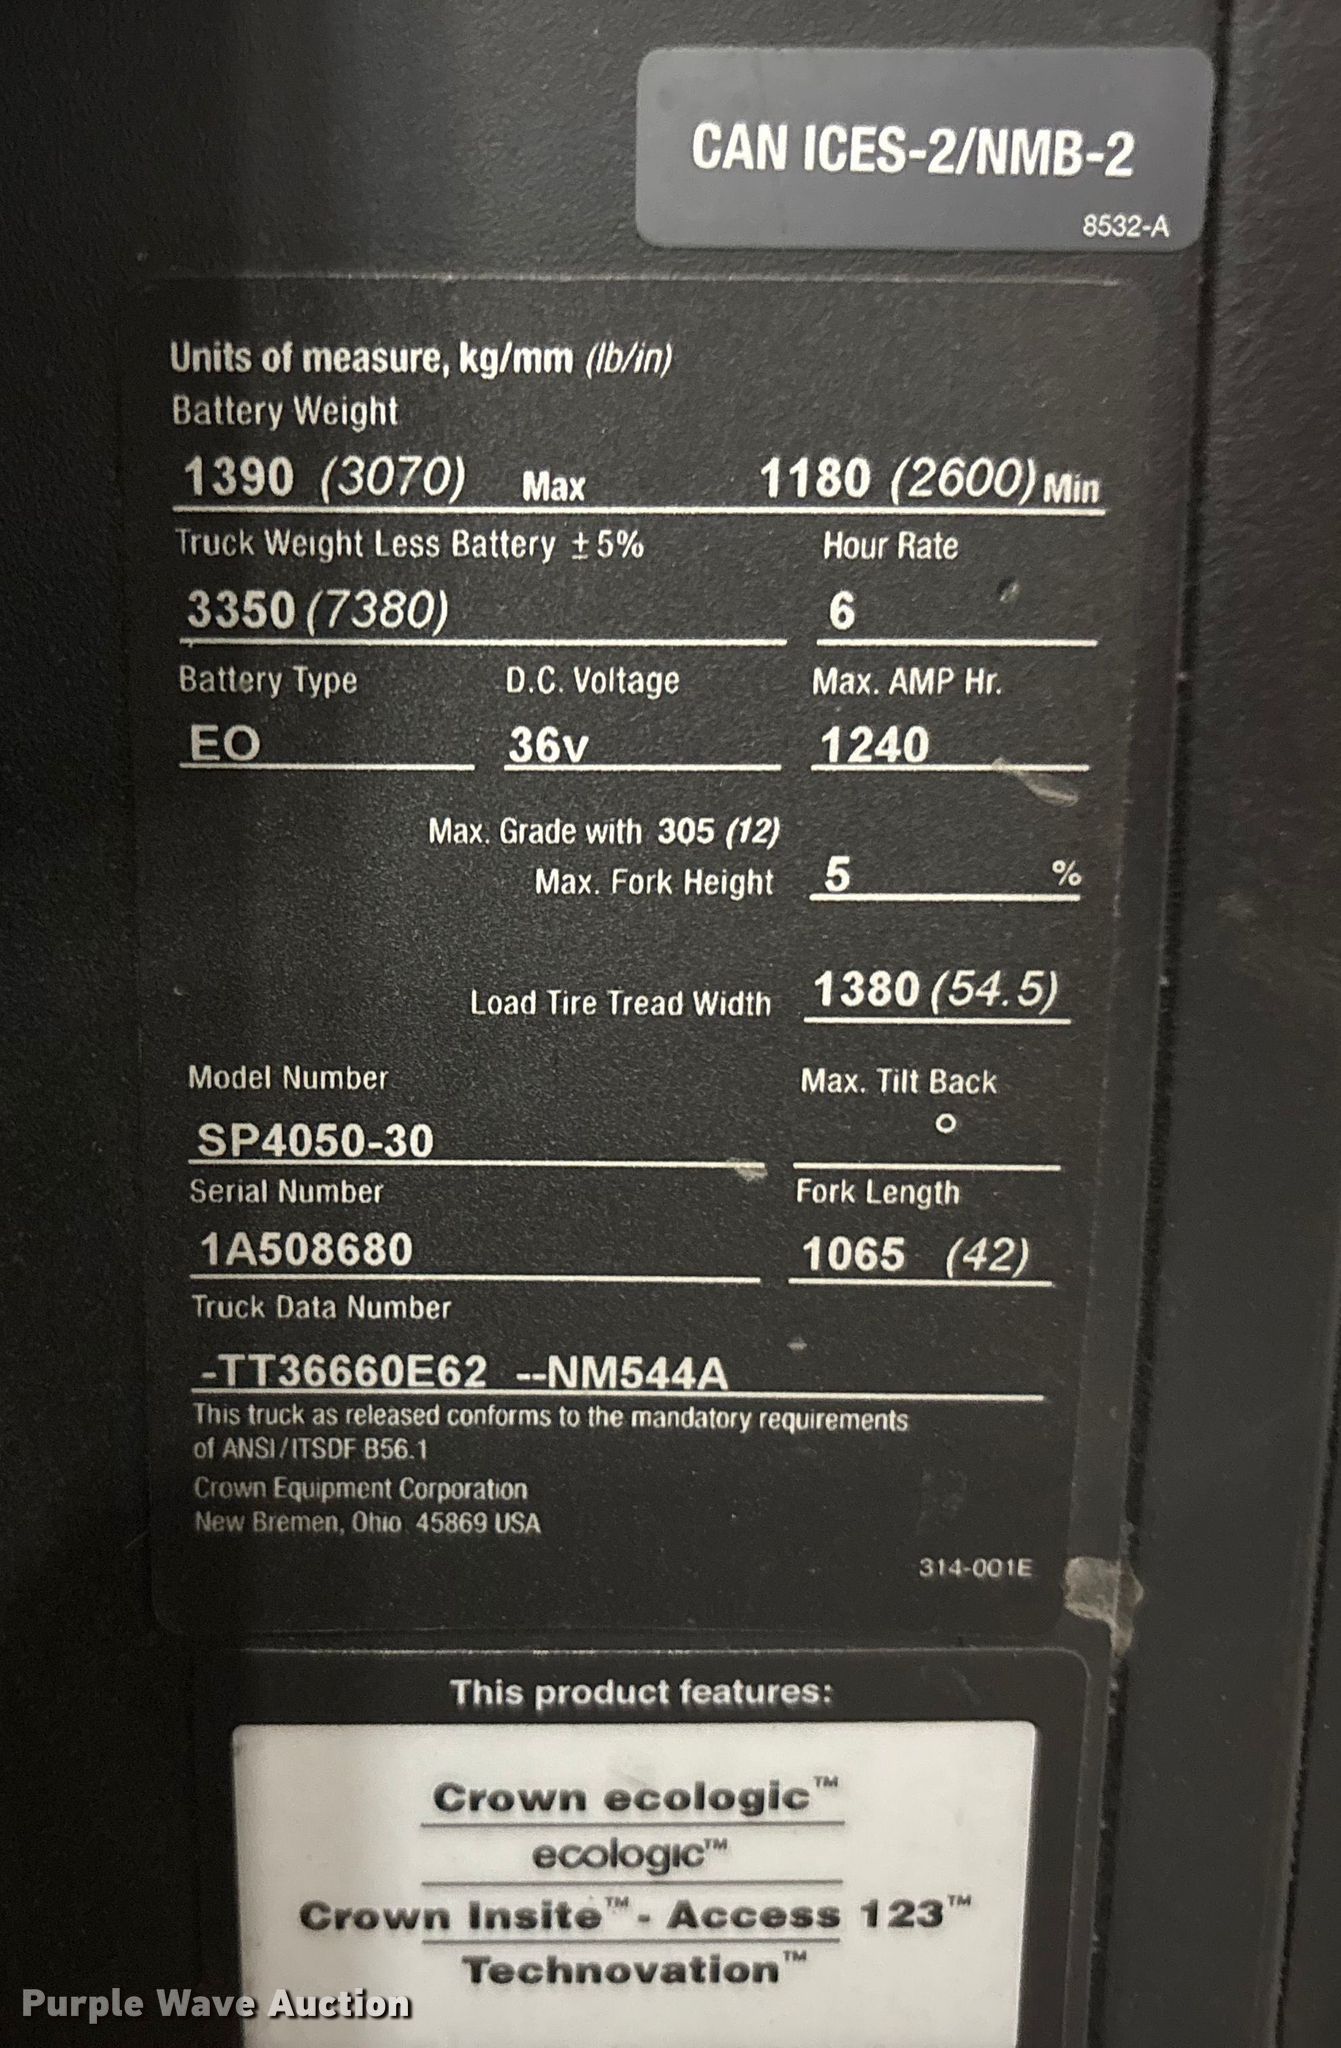 CAN ICES-2/NMB-2
8532-A
Units of measure, kg/mm (lb/in)
Battery Weight
1390 (3070) Max 1180 (2600) Min
Truck Weight Less Battery ±5% Hour Rate
3350 (7380) 6
Battery Type D.C. Voltage Max. AMP Hr.
EO 36v 1240
Max. Grade with 305 (12)
Max. Fork Height 5 %
Load Tire Tread Width 1380 (54.5)
Model Number Max. Tilt Back
SP4050-30 °
Serial Number Fork Length
1A508680 1065 (42)
Truck Data Number
-TT36660E62 --NM544A
This truck as released conforms to the mandatory requirements
of ANSI/ITSDF B56.1
Crown Equipment Corporation
New Bremen, Ohio 45869 USA
314-001E
This product features:
Crown ecologic™
ecologic™
Crown Insite™ - Access 123™
Technovation™
Purple Wave Auction